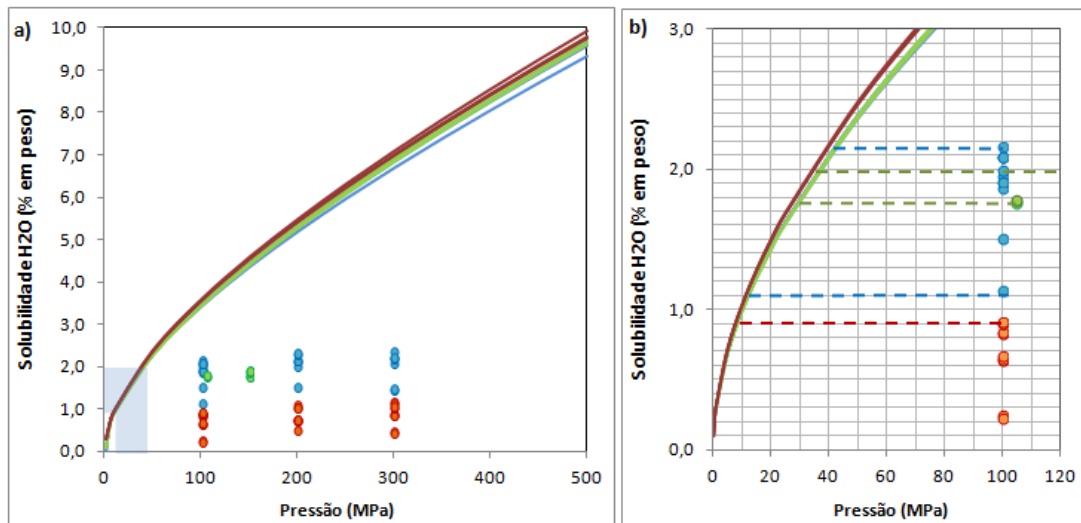 a)
Solubilidade H2O (% em peso)
10,0
9,0
8,0
7,0
6,0
5,0
4,0
3,0
2,0
1,0
0,0
0 100 200 300 400 500
Pressão (MPa)
b)
Solubilidade H2O (% em peso)
3,0
2,0
1,0
0,0
0 20 40 60 80 100 120
Pressão (MPa)